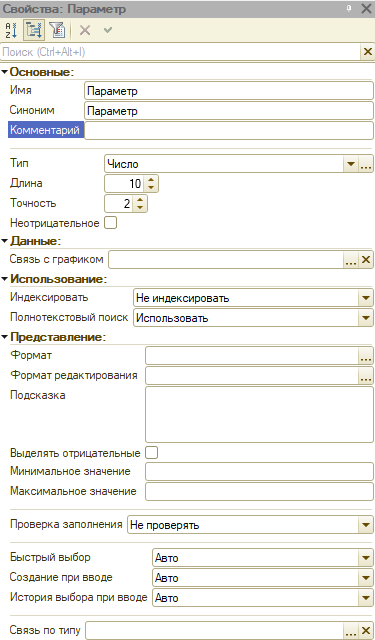 Свойства: Параметр
Поиск (Ctrl+Alt+I)
Основные:
Имя Параметр
Синоним Параметр
Комментарий
Тип Число
Длина 10
Точность 2
Неотрицательное
Данные:
Связь с графиком
Использование:
Индексировать Не индексировать
Полнотекстовый поиск Использовать
Представление:
Формат
Формат редактирования
Подсказка
Выделять отрицательные
Минимальное значение
Максимальное значение
Проверка заполнения Не проверять
Быстрый выбор Авто
Создание при вводе Авто
История выбора при вводе Авто
Связь по типу